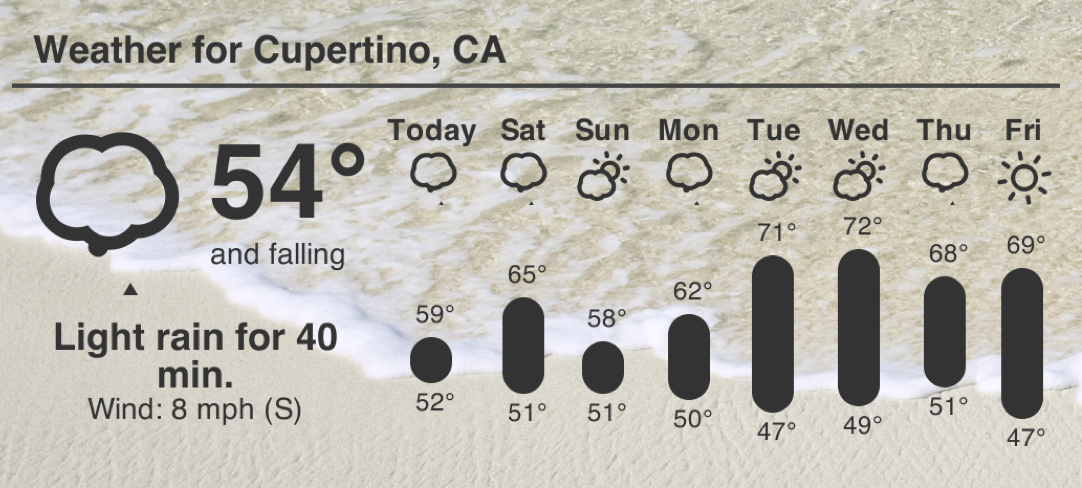 Weather for Cupertino, CA
54°
and falling
Light rain for 40
min.
Wind: 8 mph (S)
Today Sat Sun Mon Tue Wed Thu Fri
59° 65° 58° 62° 71° 72° 68° 69°
52° 51° 51° 50° 47° 49° 51° 47°